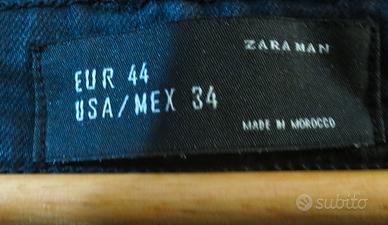 ZARA MAN
EUR 44
USA/MEX 34
MADE IN MOROCCO
subito